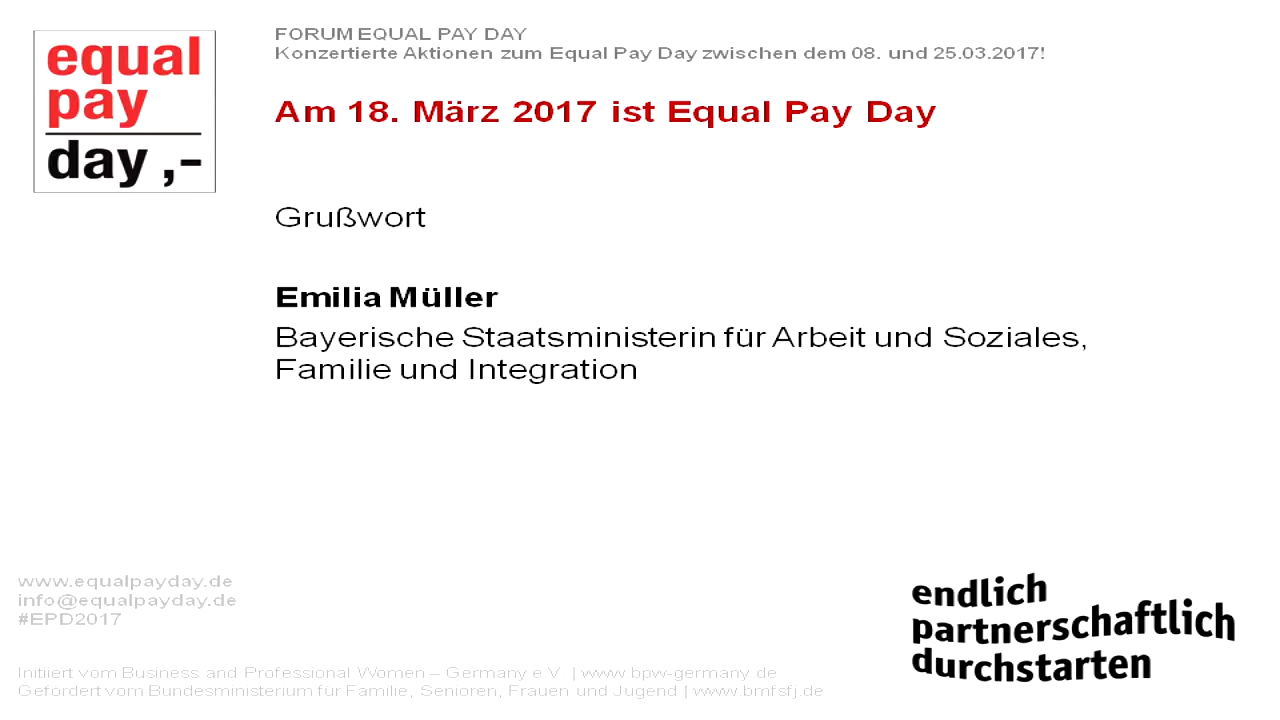 equal
pay
day ,-
FORUM EQUAL PAY DAY
Konzertierte Aktionen zum Equal Pay Day zwischen dem 08. und 25.03.2017!
Am 18. März 2017 ist Equal Pay Day
Grußwort
Emilia Müller
Bayerische Staatsministerin für Arbeit und Soziales,
Familie und Integration
www.equalpayday.de
info@equalpayday.de
#EPD2017
Initiiert vom Business and Professional Women – Germany e.V. | www.bpw-germany.de
Gefördert vom Bundesministerium für Familie, Senioren, Frauen und Jugend | www.bmfsfj.de
endlich
partnerschaftlich
durchstarten